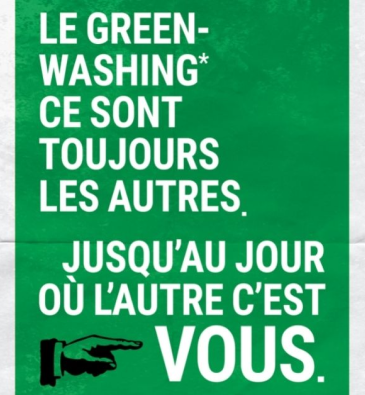 LE GREEN-
WASHING*
CE SONT
TOUJOURS
LES AUTRES.
JUSQU'AU JOUR
OÙ L'AUTRE C'EST
VOUS.